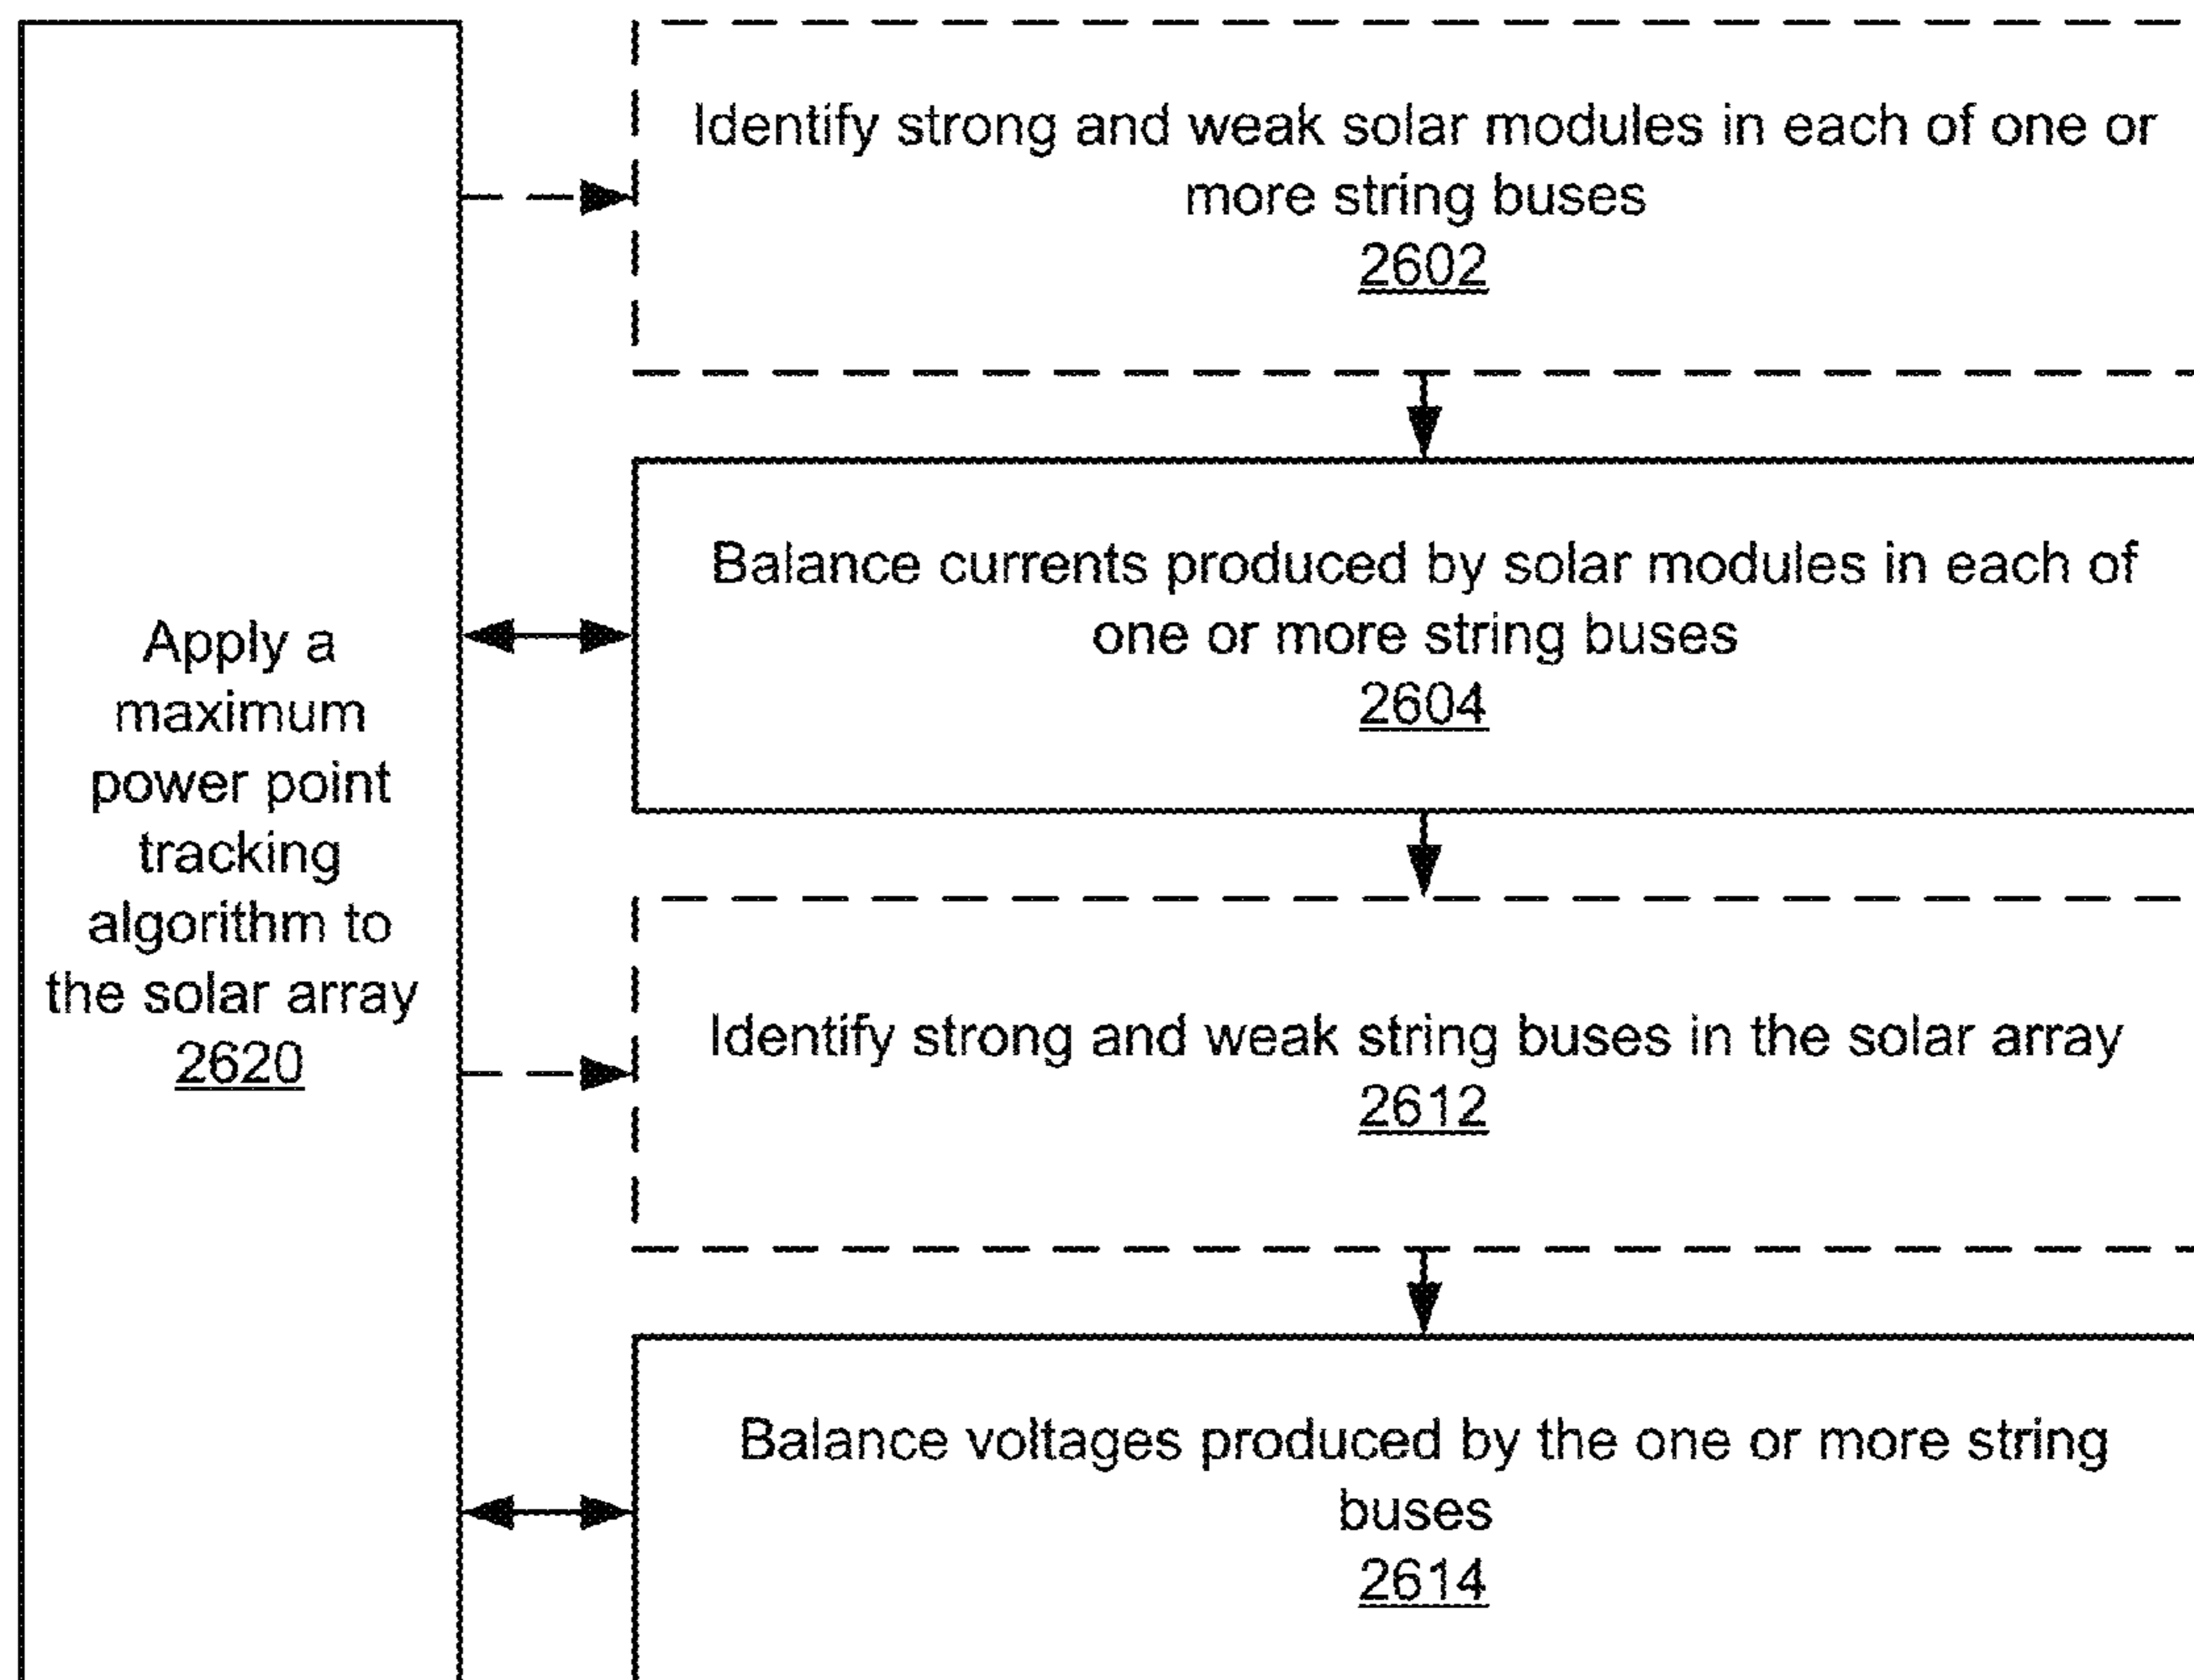 Apply a
maximum
power point
tracking
algorithm to
the solar array
2620
Identify strong and weak solar modules in each of one or
more string buses
2602
Balance currents produced by solar modules in each of
one or more string buses
2604
Identify strong and weak string buses in the solar array
2612
Balance voltages produced by the one or more string
buses
2614